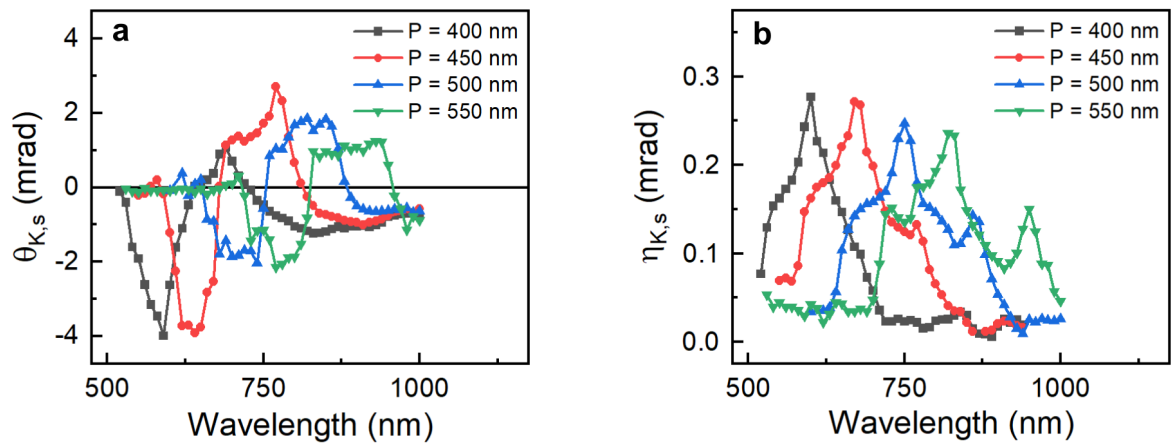 a
P = 400 nm
P = 450 nm
P = 500 nm
P = 550 nm
4
2
0
-2
-4
θK,s (mrad)
500
750
1000
Wavelength (nm)
b
P = 400 nm
P = 450 nm
P = 500 nm
P = 550 nm
0.3
0.2
0.1
0.0
ηK,s (mrad)
500
750
1000
Wavelength (nm)